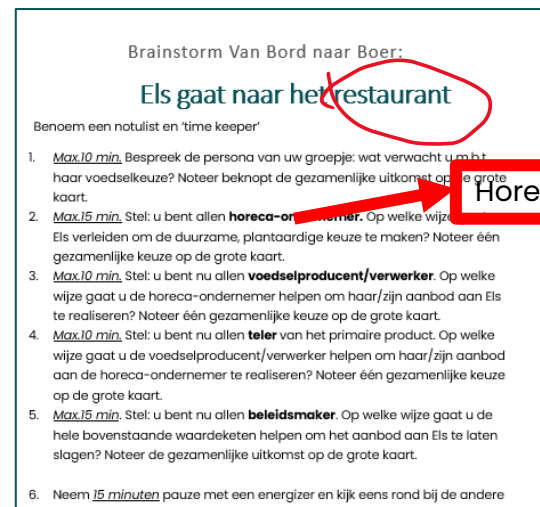 Brainstorm Van Bord naar Boer:
Els gaat naar het restaurant
Benoem een notulist en ‘time keeper’
1. Max.10 min. Bespreek de persona van uw groepje: wat verwacht u m.b.t.
haar voedselkeuze? Noteer beknopt de gezamenlijke uitkomst op de grote
kaart.
Hore
2. Max.15 min. Stel: u bent allen horeca-ondernemer. Op welke wijze
Els verleiden om de duurzame, plantaardige keuze te maken? Noteer één
gezamenlijke keuze op de grote kaart.
3. Max.10 min. Stel: u bent nu allen voedselproducent/verwerker. Op welke
wijze gaat u de horeca-ondernemer helpen om haar/zijn aanbod aan Els
te realiseren? Noteer één gezamenlijke keuze op de grote kaart.
4. Max.10 min. Stel: u bent nu allen teler van het primaire product. Op welke
wijze gaat u de voedselproducent/verwerker helpen om haar/zijn aanbod
aan de horeca-ondernemer te realiseren? Noteer één gezamenlijke keuze
op de grote kaart.
5. Max.15 min. Stel: u bent nu allen beleidsmaker. Op welke wijze gaat u de
hele bovenstaande waardeketen helpen om het aanbod aan Els te laten
slagen? Noteer de gezamenlijke uitkomst op de grote kaart.
6. Neem 15 minuten pauze met een energizer en kijk eens rond bij de andere